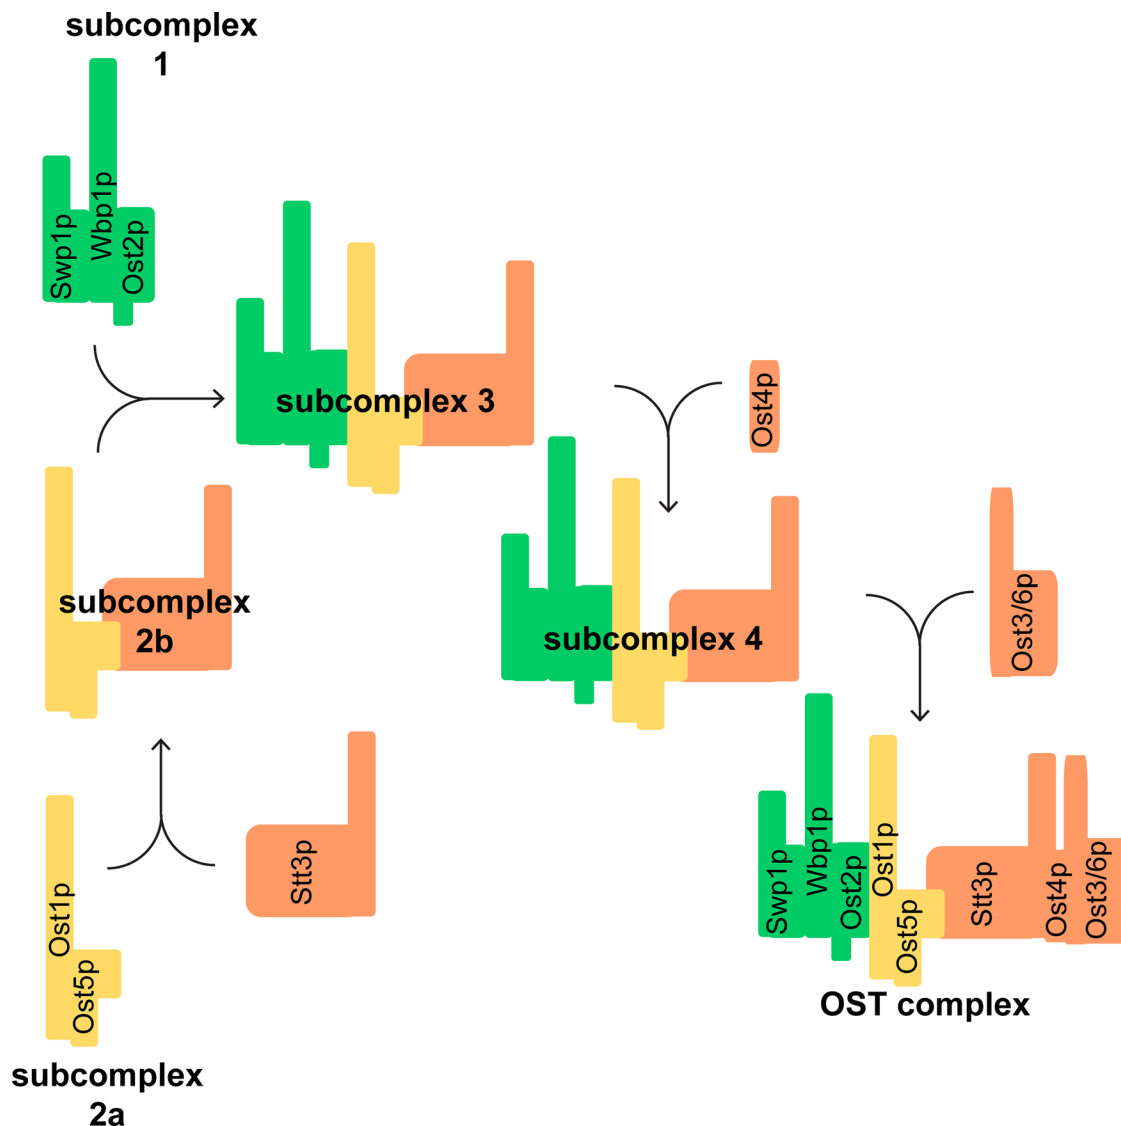 subcomplex
1
Swp1p
Wbp1p
Ost2p
subcomplex 3
Ost4p
subcomplex
2b
subcomplex 4
Ost3/6p
Ost1p
Ost5p
Stt3p
subcomplex
2a
Swp1p
Wbp1p
Ost2p
Ost1p
Ost5p
Stt3p
Ost4p
Ost3/6p
OST complex